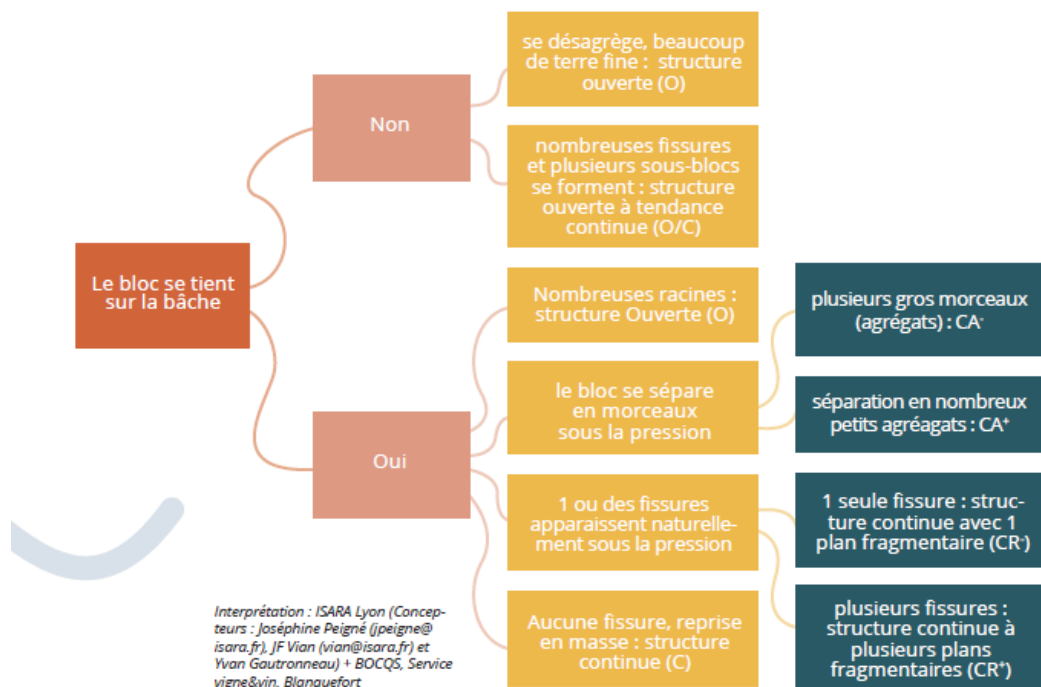 Le bloc se tient
sur la bâche
Non
se désagrège, beaucoup
de terre fine : structure
ouverte (O)
nombreuses fissures
et plusieurs sous-blocs
se forment : structure
ouverte à tendance
continue (O/C)
Oui
Nombreuses racines :
structure Ouverte (O)
le bloc se sépare
en morceaux
sous la pression
plusieurs gros morceaux
(agrégats) : CA⁻
séparation en nombreux
petits agréagats : CA⁺
1 ou des fissures
apparaissent naturelle-
ment sous la pression
1 seule fissure : struc-
ture continue avec 1
plan fragmentaire (CR⁻)
plusieurs fissures :
structure continue à
plusieurs plans
fragmentaires (CR⁺)
Aucune fissure, reprise
en masse : structure
continue (C)
Interprétation : ISARA Lyon (Concep-
teurs : Joséphine Peigné (jpeigne@
isara.fr), JF Vian (vian@isara.fr) et
Yvan Gautronneau) + BOCQS, Service
vigne&vin, Blanquefort